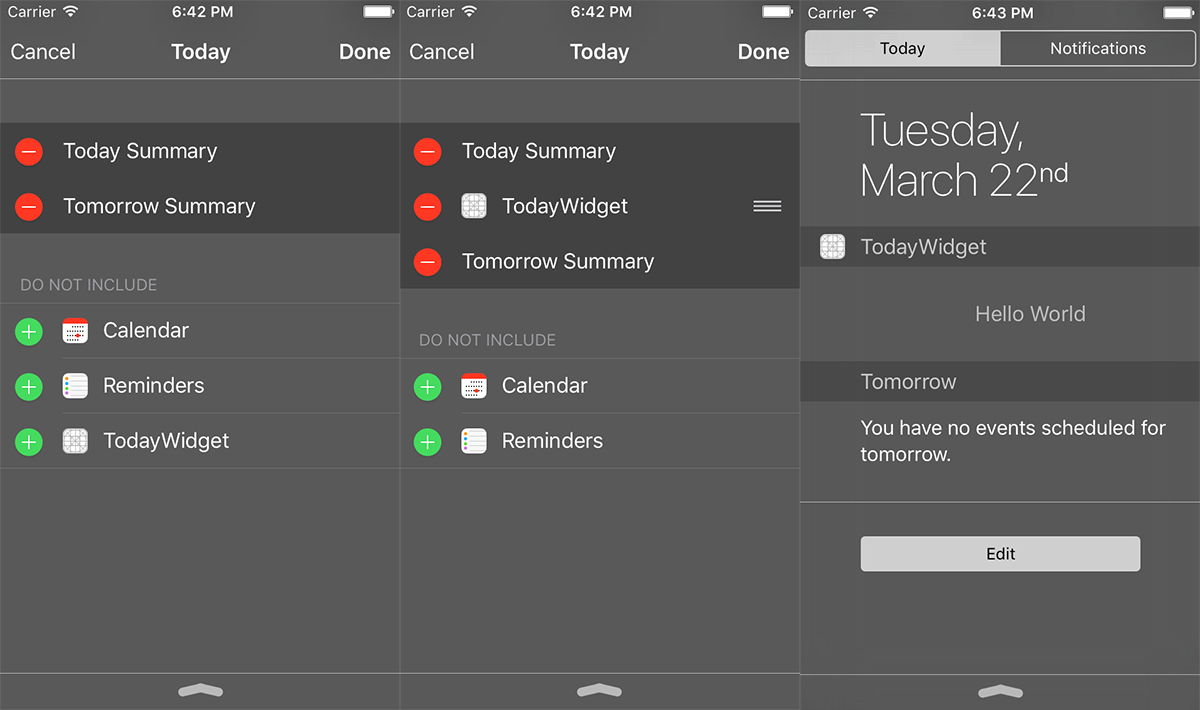 Carrier 6:42 PM
Cancel Today Done
Today Summary
Tomorrow Summary
DO NOT INCLUDE
Calendar
Reminders
TodayWidget
Carrier 6:42 PM
Cancel Today Done
Today Summary
TodayWidget
Tomorrow Summary
DO NOT INCLUDE
Calendar
Reminders
Carrier 6:43 PM
Today Notifications
Tuesday,
March 22nd
TodayWidget
Hello World
Tomorrow
You have no events scheduled for
tomorrow.
Edit